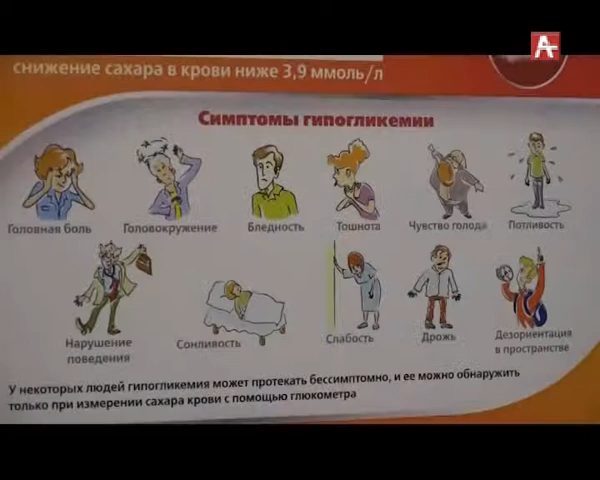 снижение сахара в крови ниже 3,9 ммоль/л
Симптомы гипогликемии
Головная боль
Головокружение
Бледность
Тошнота
Чувство голода
Потливость
Нарушение
поведения
Сонливость
Слабость
Дрожь
Дезориентация
в пространстве
У некоторых людей гипогликемия может протекать бессимптомно, и ее можно обнаружить
только при измерении сахара крови с помощью глюкометра